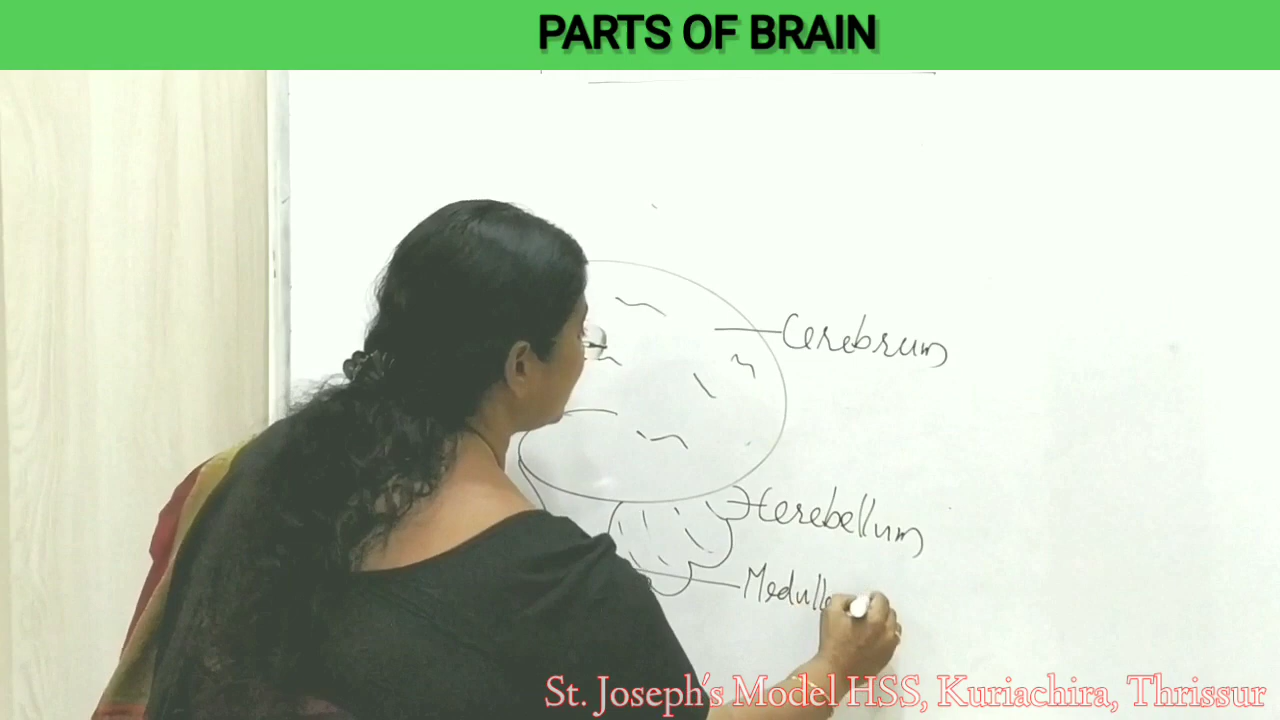 PARTS OF BRAIN
Cerebrum
Cerebellum
Medull
St. Joseph's Model HSS, Kuriachira, Thrissur